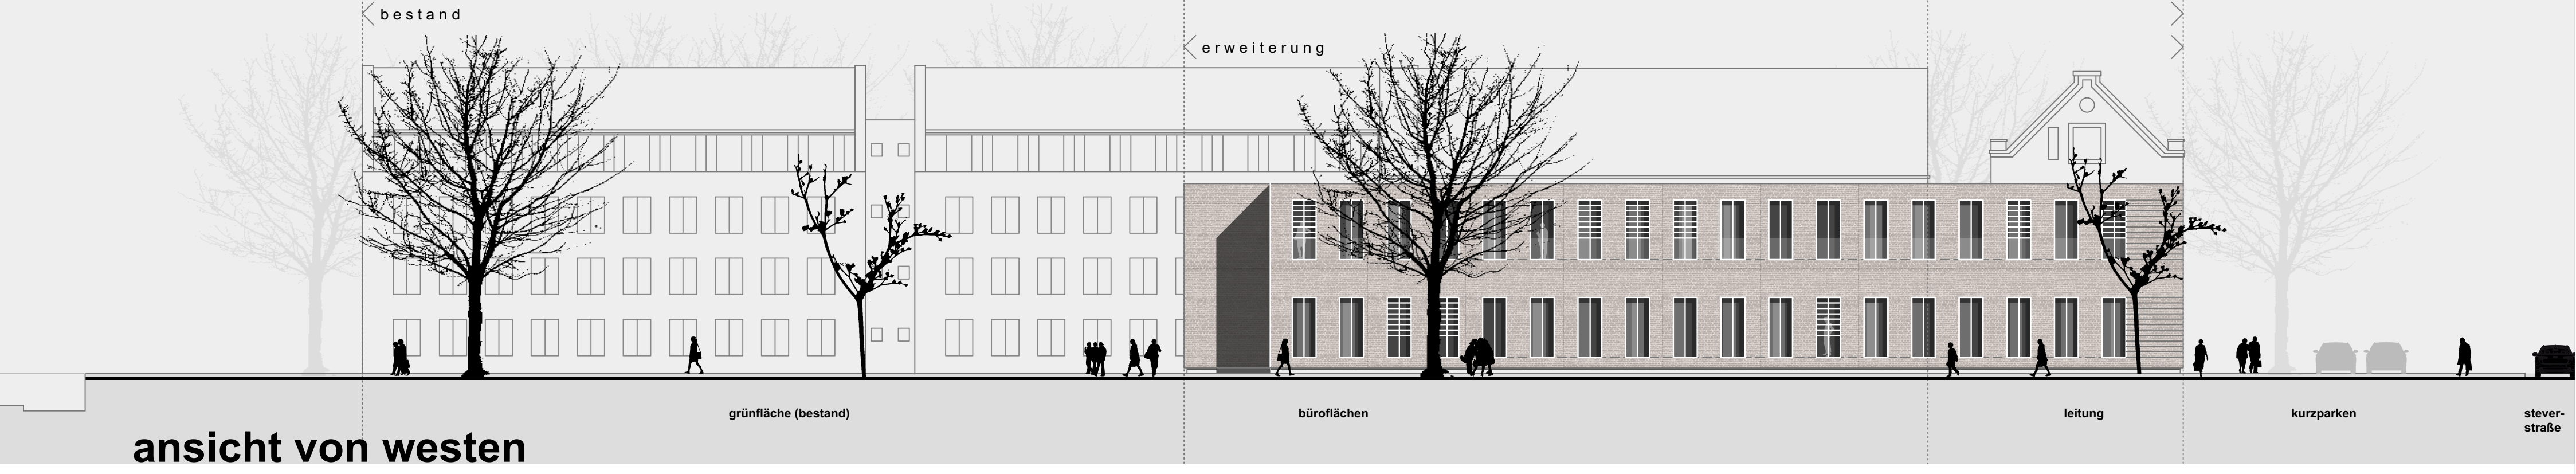 bestand
erweiterung
grünfläche (bestand)
büroflächen
leitung
kurzparken
stever-
straße
ansicht von westen